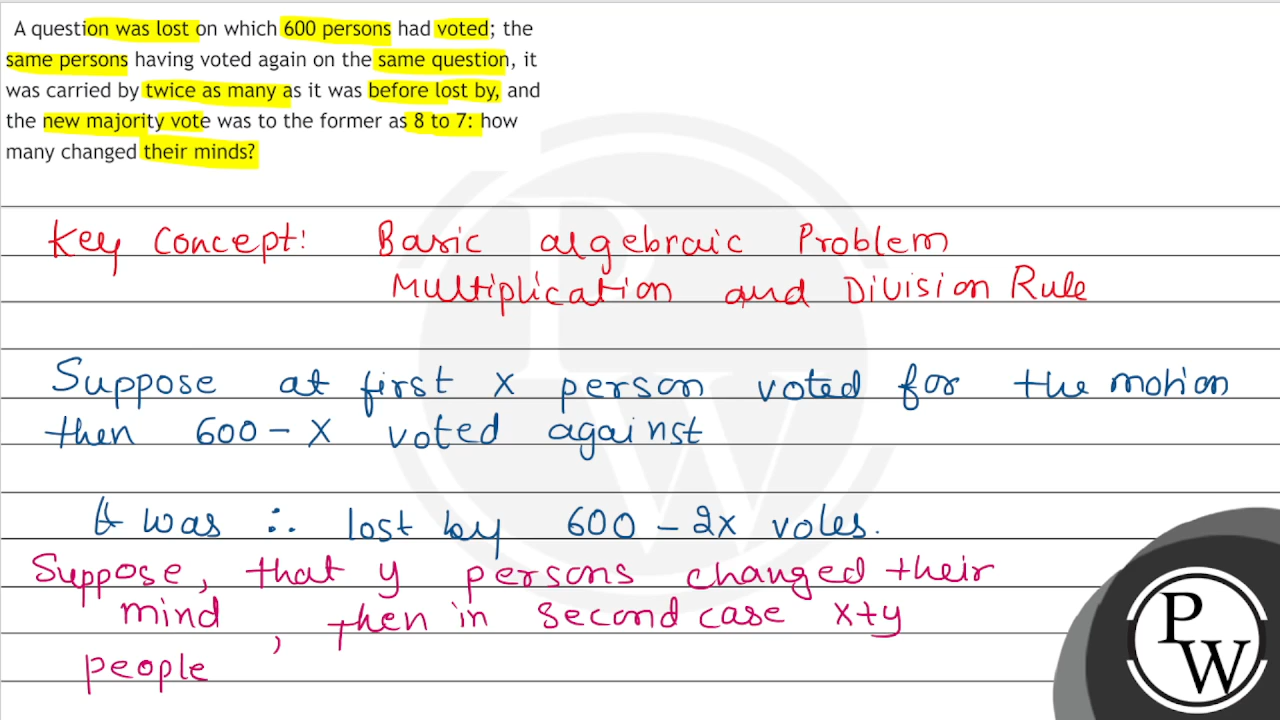 A question was lost on which 600 persons had voted; the
same persons having voted again on the same question, it
was carried by twice as many as it was before lost by, and
the new majority vote was to the former as 8 to 7: how
many changed their minds?
Key Concept: Basic algebraic Problem
Multiplication and Division Rule
Suppose at first x person voted for the motion
then 600 - x voted against
It was ∴ lost by 600 - 2x votes.
Suppose, that y persons changed their
mind, then in second case x+y
people
PW